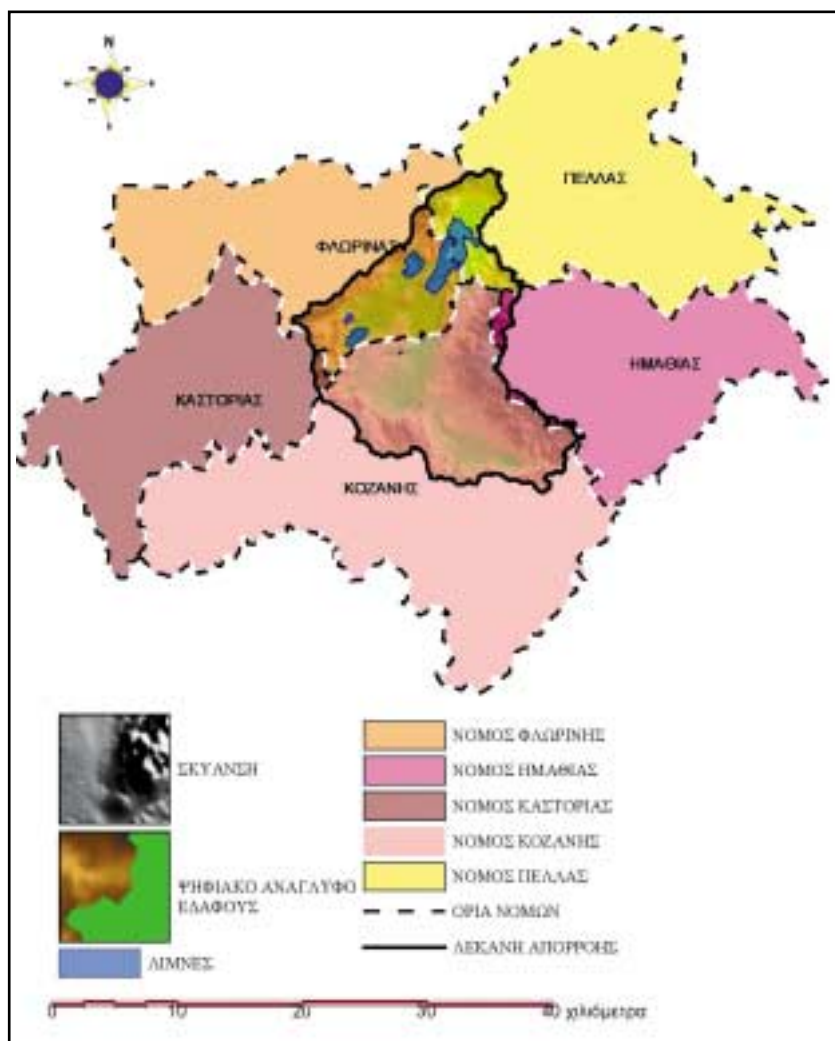 N
ΠΕΛΛΑΣ
ΦΛΩΡΙΝΑΣ
ΗΜΑΘΙΑΣ
ΚΑΣΤΟΡΙΑΣ
ΚΟΖΑΝΗΣ
ΣΚΙΑΝΣΗ
ΨΗΦΙΑΚΟ ΑΝΑΓΛΥΦΟ
ΕΔΑΦΟΥΣ
ΛΙΜΝΕΣ
ΝΟΜΟΣ ΦΛΩΡΙΝΗΣ
ΝΟΜΟΣ ΗΜΑΘΙΑΣ
ΝΟΜΟΣ ΚΑΣΤΟΡΙΑΣ
ΝΟΜΟΣ ΚΟΖΑΝΗΣ
ΝΟΜΟΣ ΠΕΛΛΑΣ
ΟΡΙΑ ΝΟΜΩΝ
ΛΕΚΑΝΗ ΑΠΟΡΡΟΗΣ
0 10 20 30 40 χιλιόμετρα